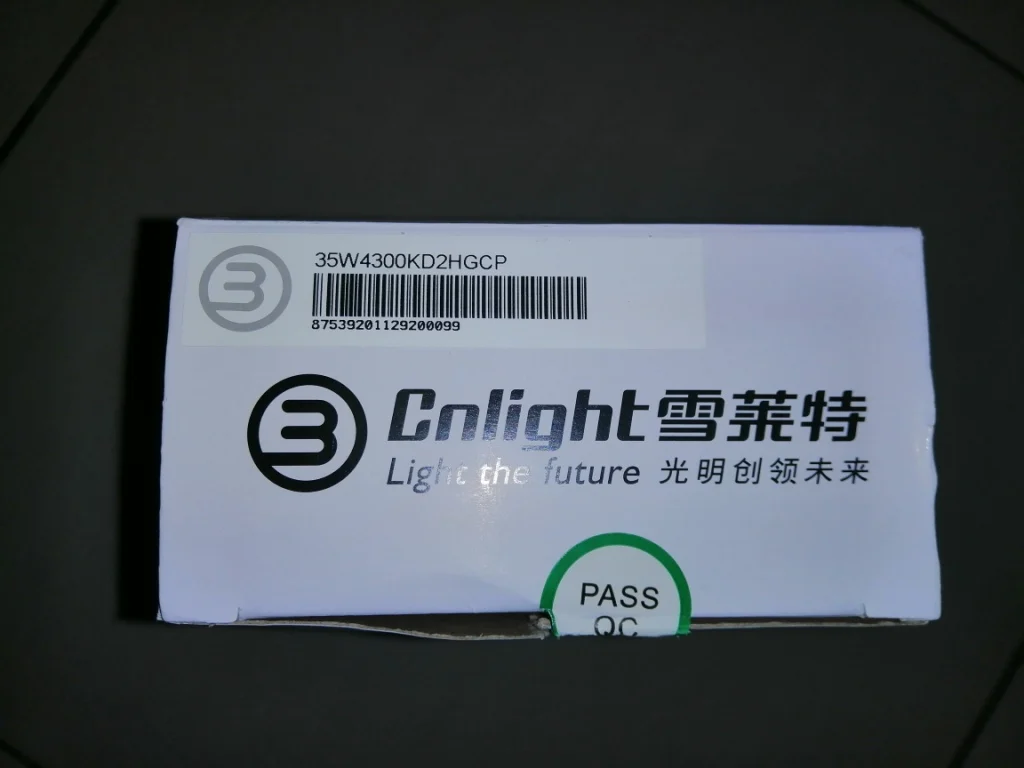 35W4300KD2HGCP
87539201129200099
Cnlight雪莱特
Light the future 光明创领未来
PASS
QC